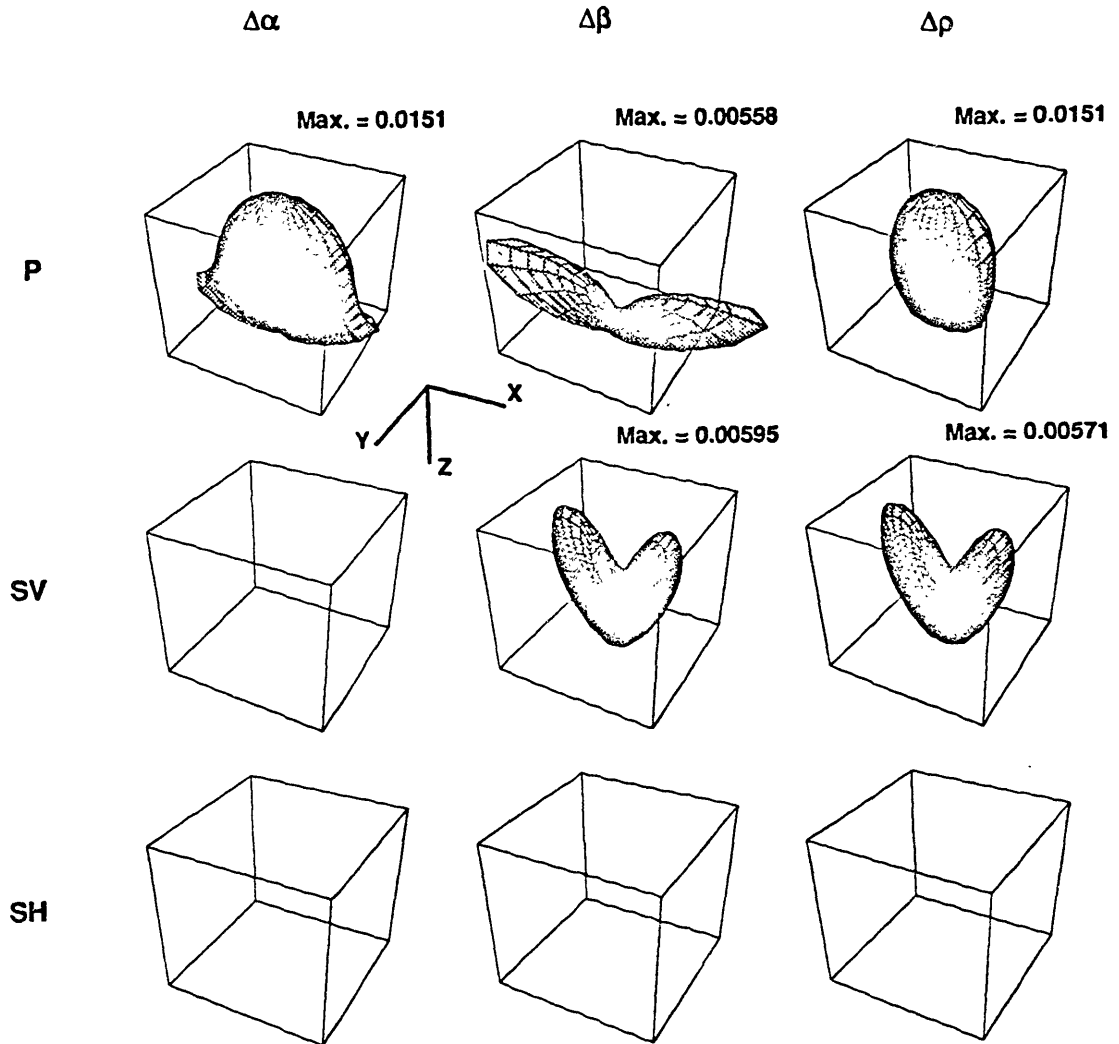 Δα Δβ Δρ
Max. = 0.0151 Max. = 0.00558 Max. = 0.0151
P
X
Y
Z
Max. = 0.00595 Max. = 0.00571
SV
SH